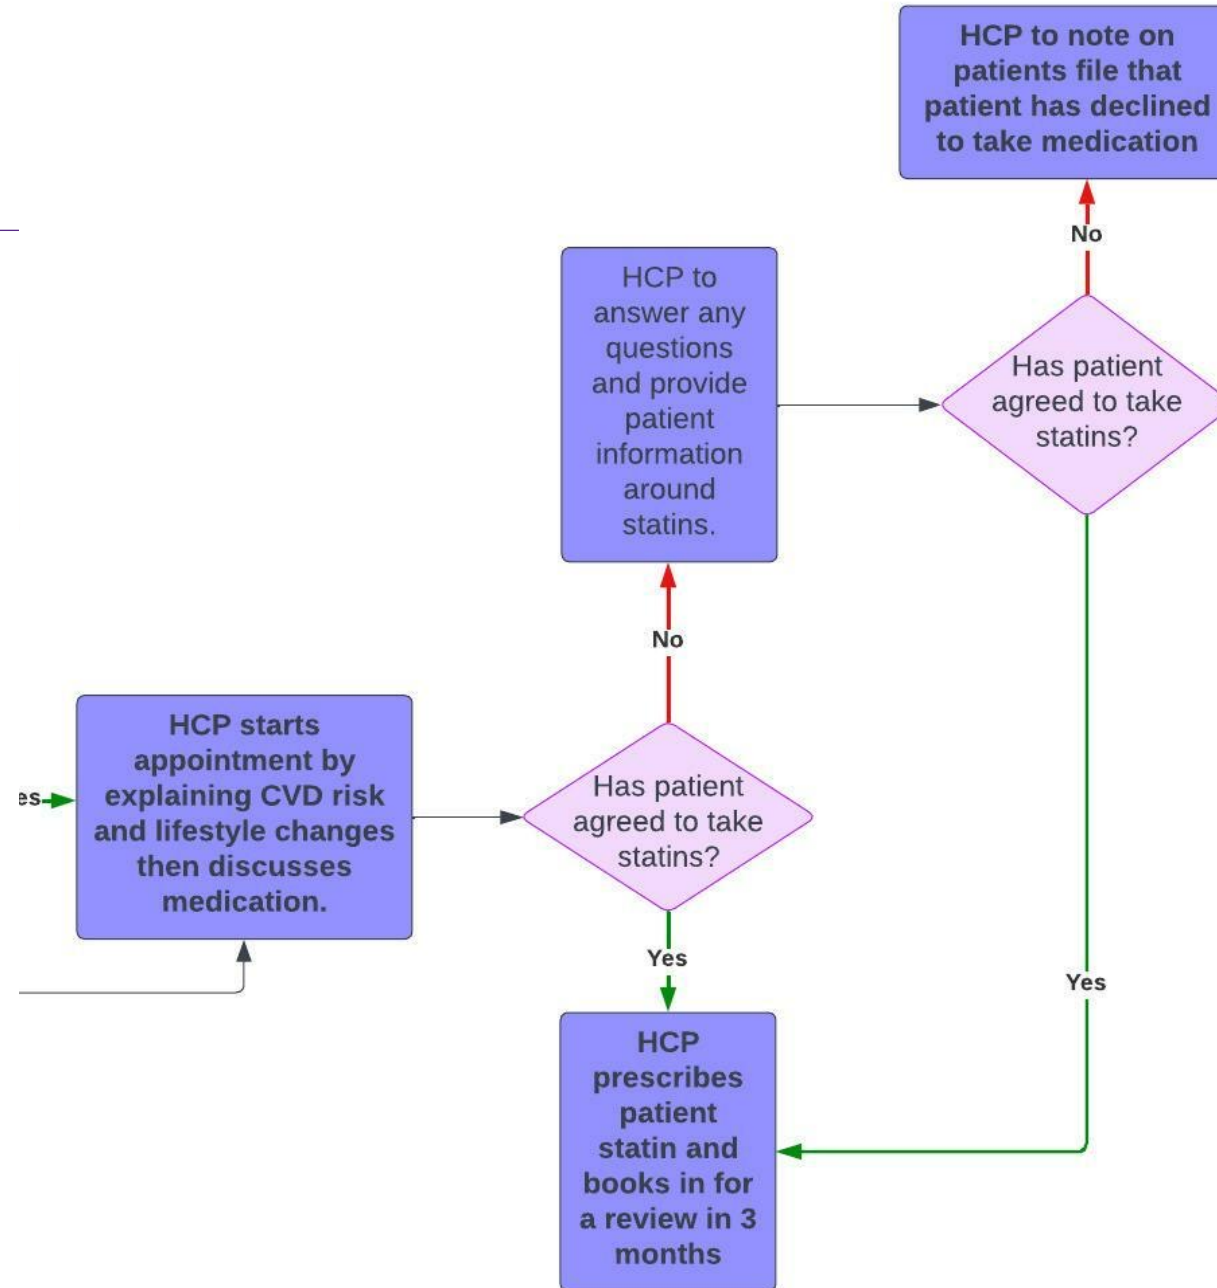 HCP to note on
patients file that
patient has declined
to take medication
No
HCP to
answer any
questions
and provide
patient
information
around
statins.
Has patient
agreed to take
statins?
No
HCP starts
appointment by
explaining CVD risk
and lifestyle changes
then discusses
medication.
es
Has patient
agreed to take
statins?
Yes
Yes
HCP
prescribes
patient
statin and
books in for
a review in 3
months